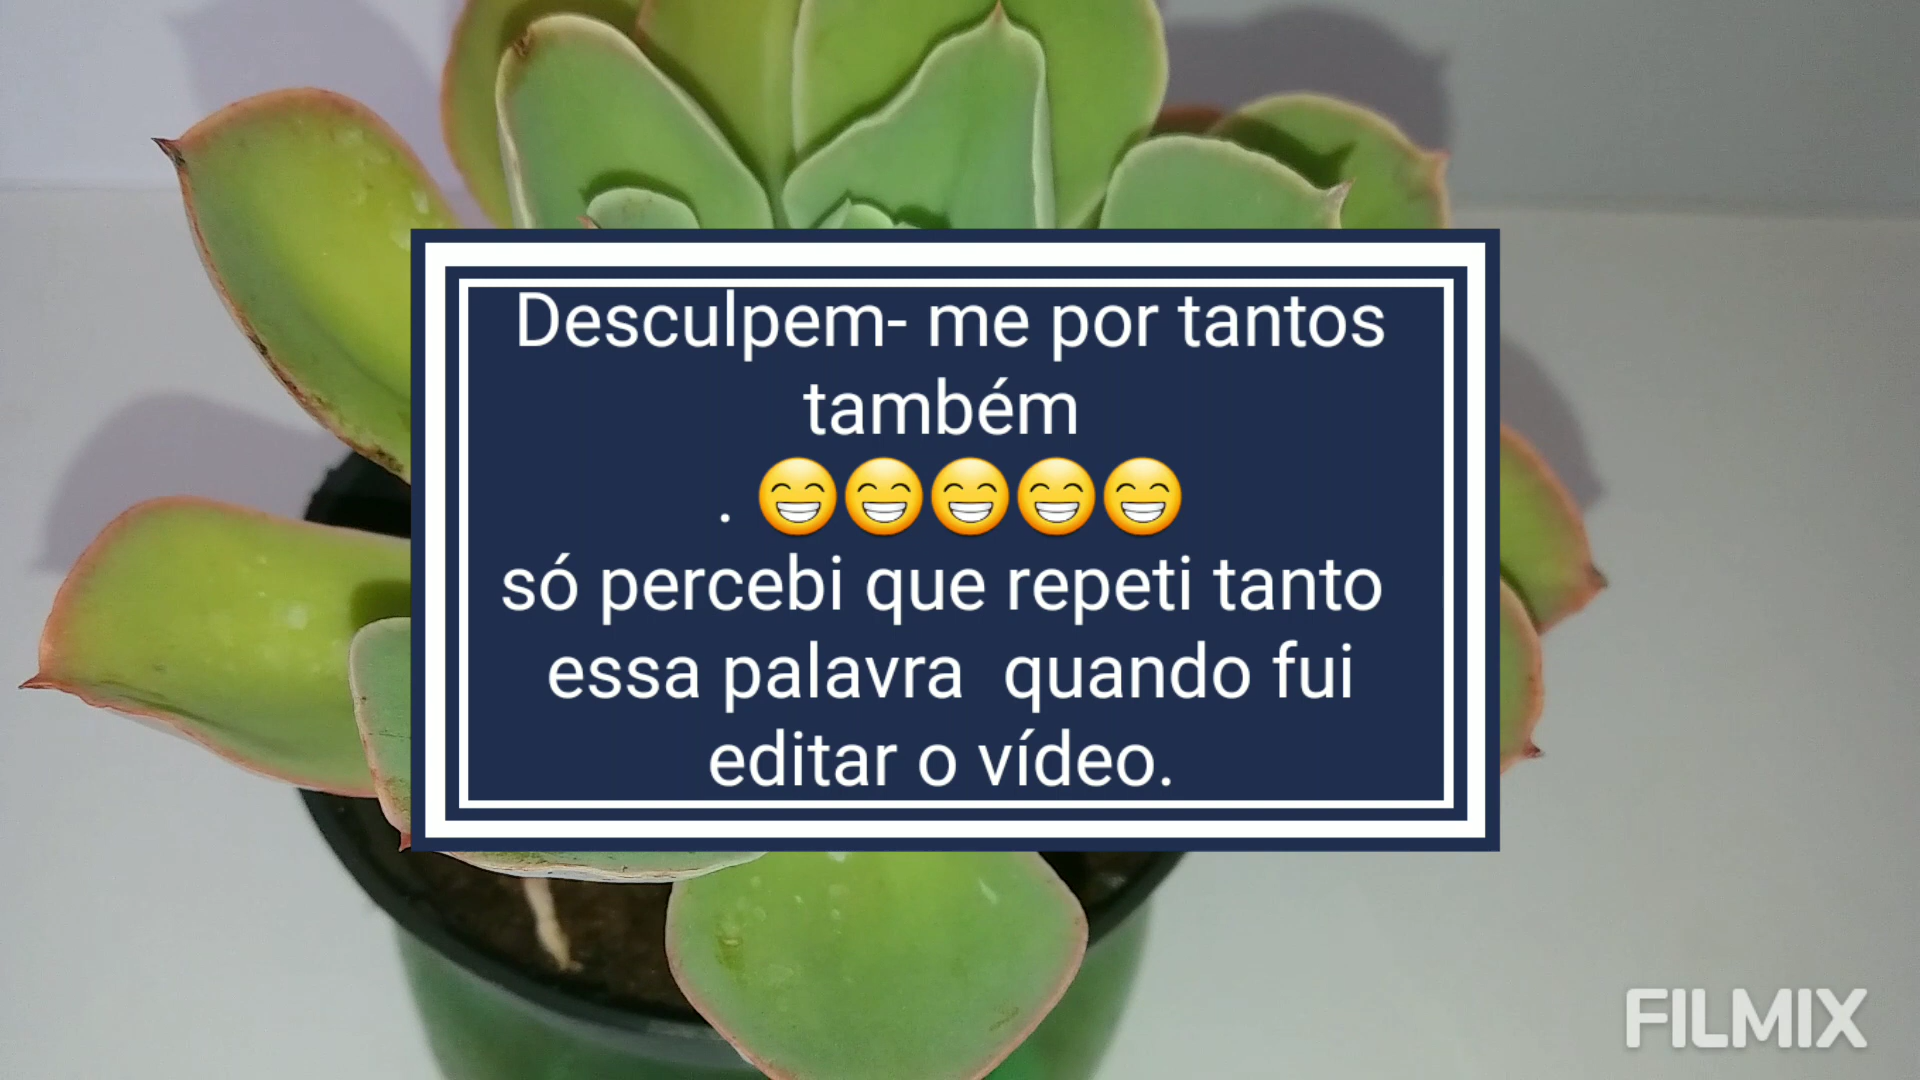 Desculpem- me por tantos
também
. 😁😁😁😁😁
só percebi que repeti tanto
essa palavra  quando fui
editar o vídeo.
FILMIX